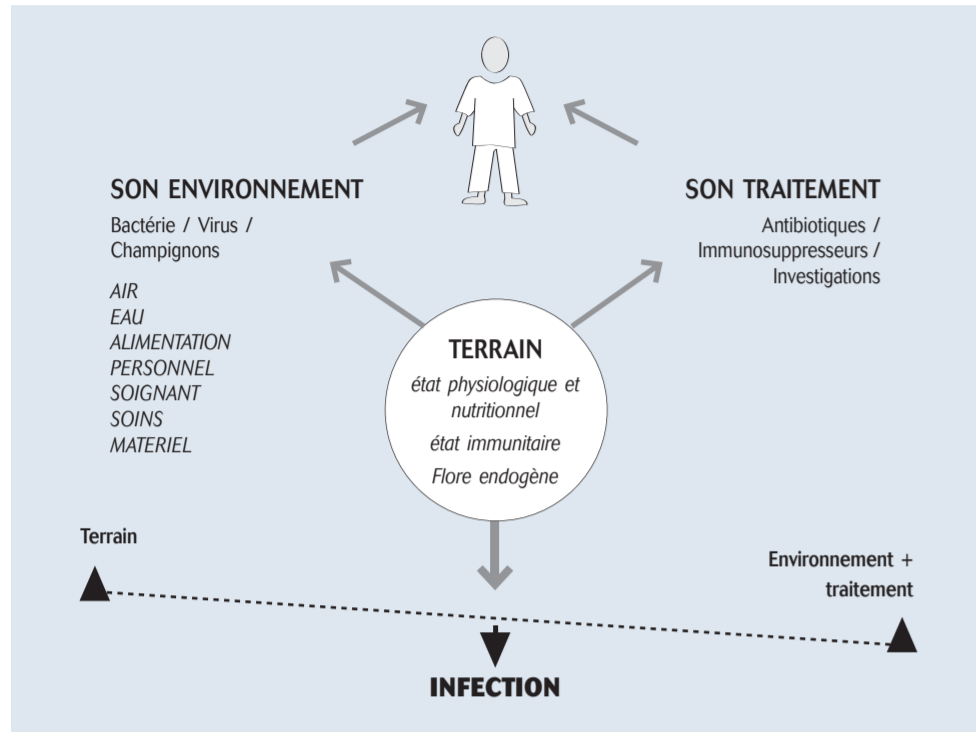 SON ENVIRONNEMENT
Bactérie / Virus /
Champignons
AIR
EAU
ALIMENTATION
PERSONNEL
SOIGNANT
SOINS
MATERIEL
SON TRAITEMENT
Antibiotiques /
Immunosuppresseurs /
Investigations
TERRAIN
état physiologique et
nutritionnel
état immunitaire
Flore endogène
Terrain
Environnement +
traitement
INFECTION